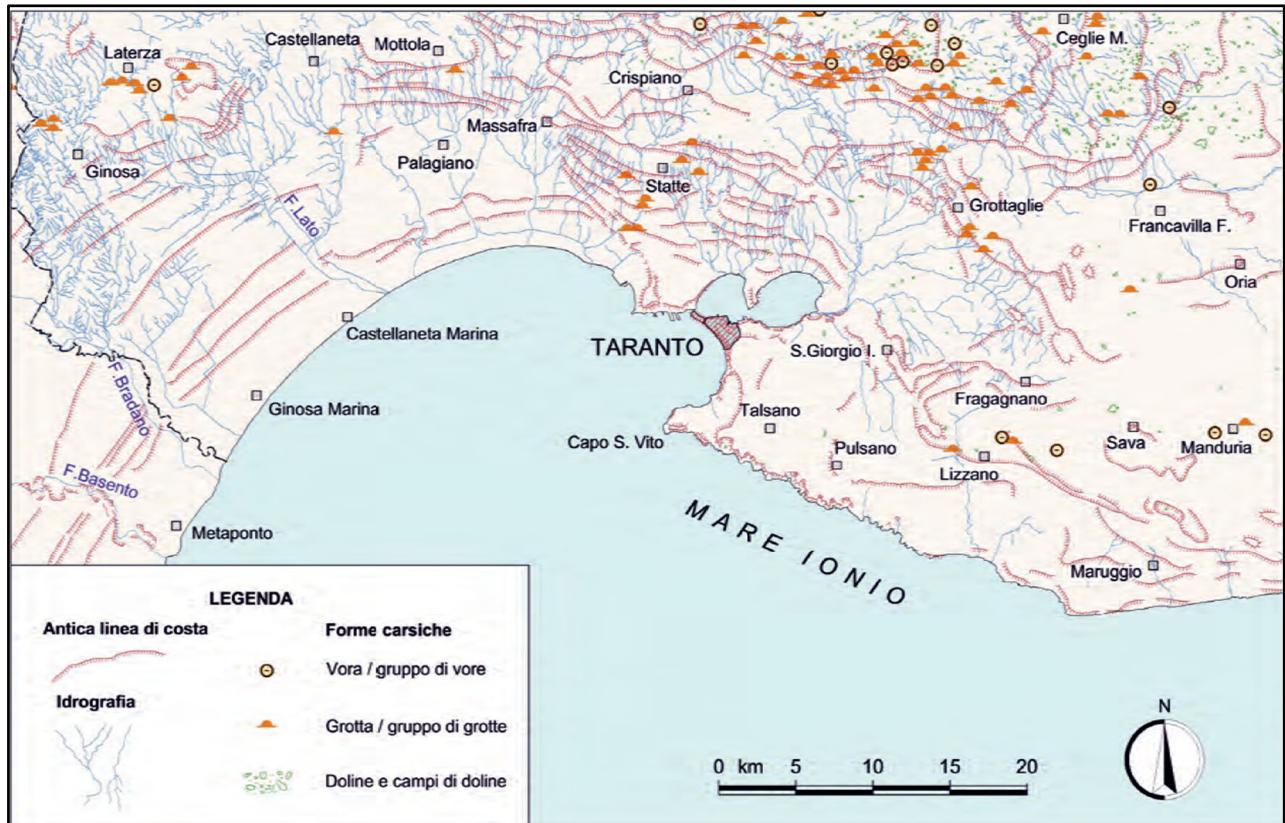 Laterza
Castellaneta
Mottola
Ceglie M.
Crispiano
Massafra
Palagiano
Ginosa
Statte
F.Lato
Grottaglie
Francavilla F.
Oria
Castellaneta Marina
TARANTO
S.Giorgio I.
F.Bradano
Ginosa Marina
Fragagnano
Talsano
Capo S. Vito
Sava
Manduria
Pulsano
Lizzano
F.Basento
Metaponto
MARE IONIO
Maruggio
LEGENDA
Antica linea di costa
Forme carsiche
Vora / gruppo di vore
Idrografia
Grotta / gruppo di grotte
Doline e campi di doline
N
0 km 5 10 15 20